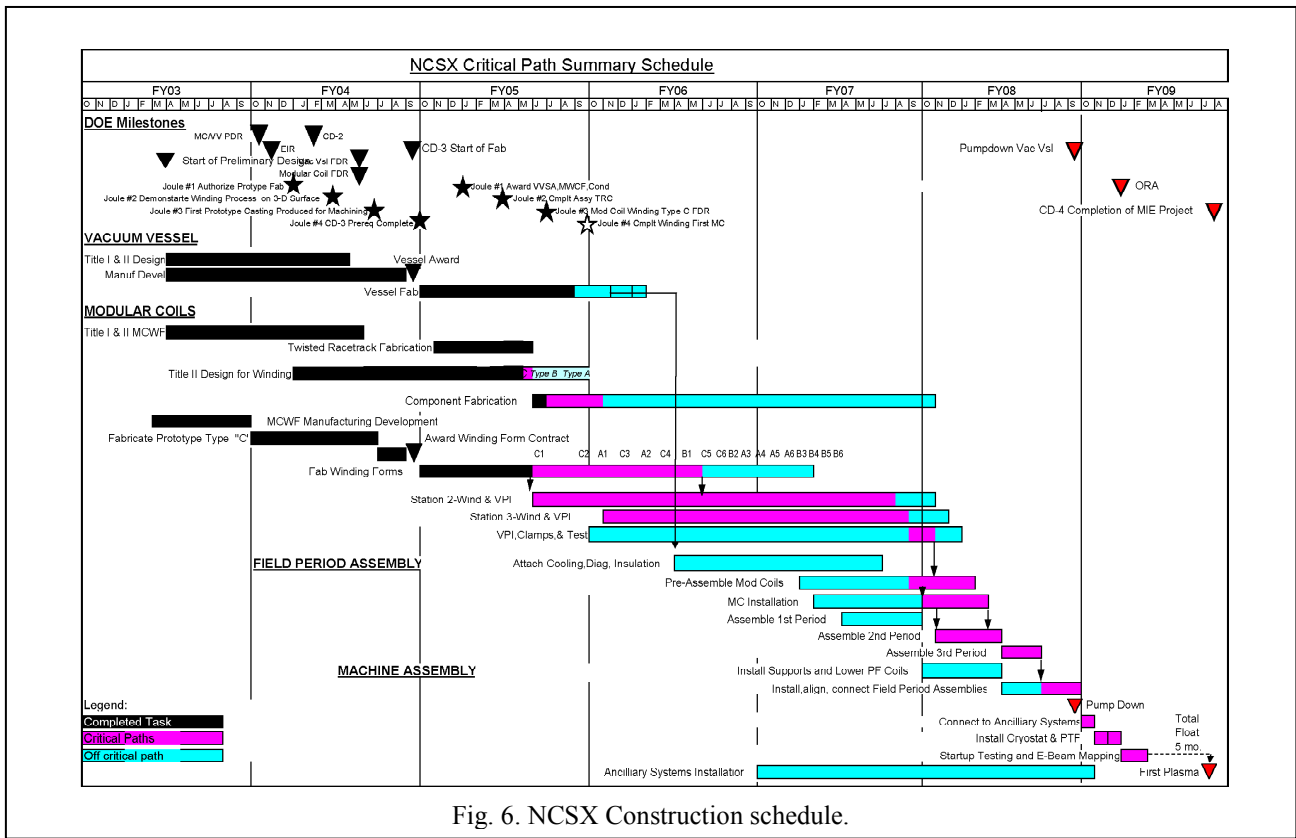 NCSX Critical Path Summary Schedule
FY03 FY04 FY05 FY06 FY07 FY08 FY09
O N D J F M A M J J A S O N D J F M A M J J A S O N D J F M A M J J A S O N D J F M A M J J A S O N D J F M A M J J A S O N D J F M A M J J A S O N D J F M A M J J A
DOE Milestones
MC/VV PDR CD-2
EIR CD-3 Start of Fab Pumpdown Vac Vsl
Start of Preliminary Design Vsl FDR
Modular Coil FDR
Joule #1 Authorize Protype Fab Joule #1 Award VVSA,MWCF,Cond ORA
Joule #2 Demonstarte Winding Process on 3-D Surface Joule #2 Cmplt Assy TRC
Joule #3 First Prototype Casting Produced for Machining Joule #3 Mod Coil Winding Type C FDR CD-4 Completion of MIE Project
Joule #4 CD-3 Prereq Complete Joule #4 Cmplt Winding First MC
VACUUM VESSEL
Title I & II Design Vessel Award
Manuf Devel
Vessel Fab
MODULAR COILS
Title I & II MCWF
Twisted Racetrack Fabrication
Title II Design for Winding C Type B Type A
Component Fabrication
MCWF Manufacturing Development
Fabricate Prototype Type "C" Award Winding Form Contract
C1 C2 A1 C3 A2 C4 B1 C5 C6 B2 A3 A4 A5 A6 B3 B4 B5 B6
Fab Winding Forms
Station 2-Wind & VPI
Station 3-Wind & VPI
VPI,Clamps,& Test
FIELD PERIOD ASSEMBLY Attach Cooling,Diag, Insulation
Pre-Assemble Mod Coils
MC Installation
Assemble 1st Period
Assemble 2nd Period
Assemble 3rd Period
MACHINE ASSEMBLY Install Supports and Lower PF Coils
Install,align, connect Field Period Assemblies
Legend: Pump Down
Completed Task Connect to Ancilliary Systems Total
Critical Paths Install Cryostat & PTF Float
Off critical path Startup Testing and E-Beam Mapping 5 mo.
Ancilliary Systems Installation First Plasma
Fig. 6. NCSX Construction schedule.